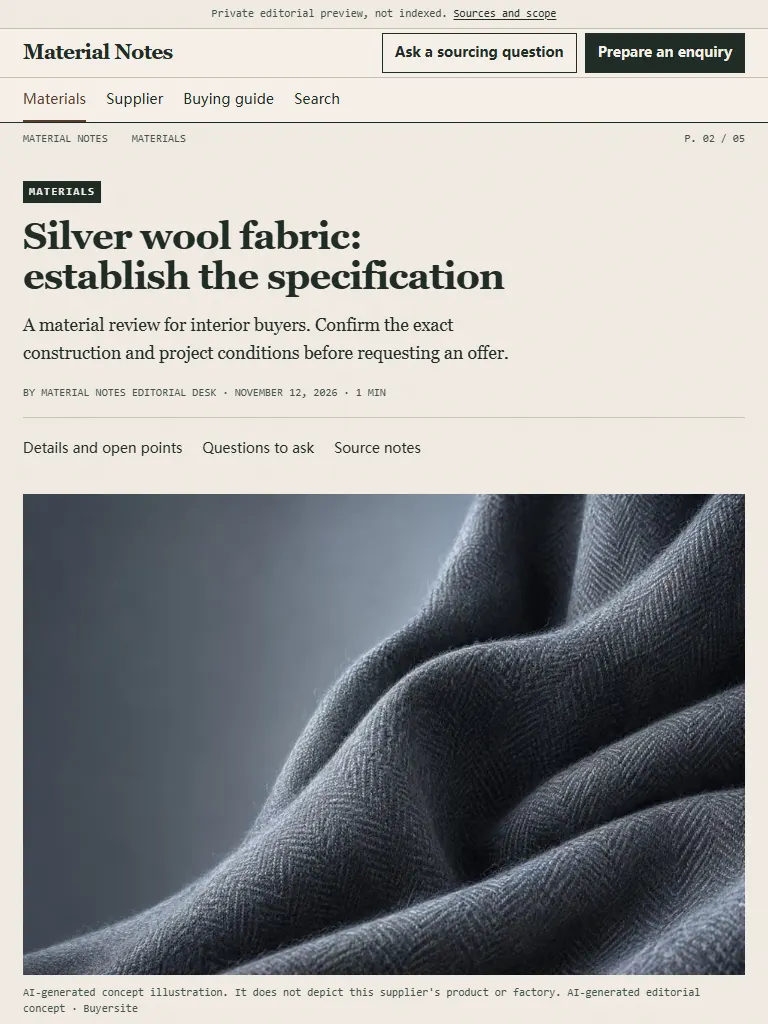 Private editorial preview, not indexed. Sources and scope
Material Notes
Ask a sourcing question
Prepare an enquiry
Materials
Supplier
Buying guide
Search
MATERIAL NOTES
MATERIALS
P. 02 / 05
MATERIALS
Silver wool fabric:
establish the specification
A material review for interior buyers. Confirm the exact
construction and project conditions before requesting an offer.
BY MATERIAL NOTES EDITORIAL DESK · NOVEMBER 12, 2026 · 1 MIN
Details and open points
Questions to ask
Source notes
AI-generated concept illustration. It does not depict this supplier's product or factory. AI-generated editorial
concept · Buyersite